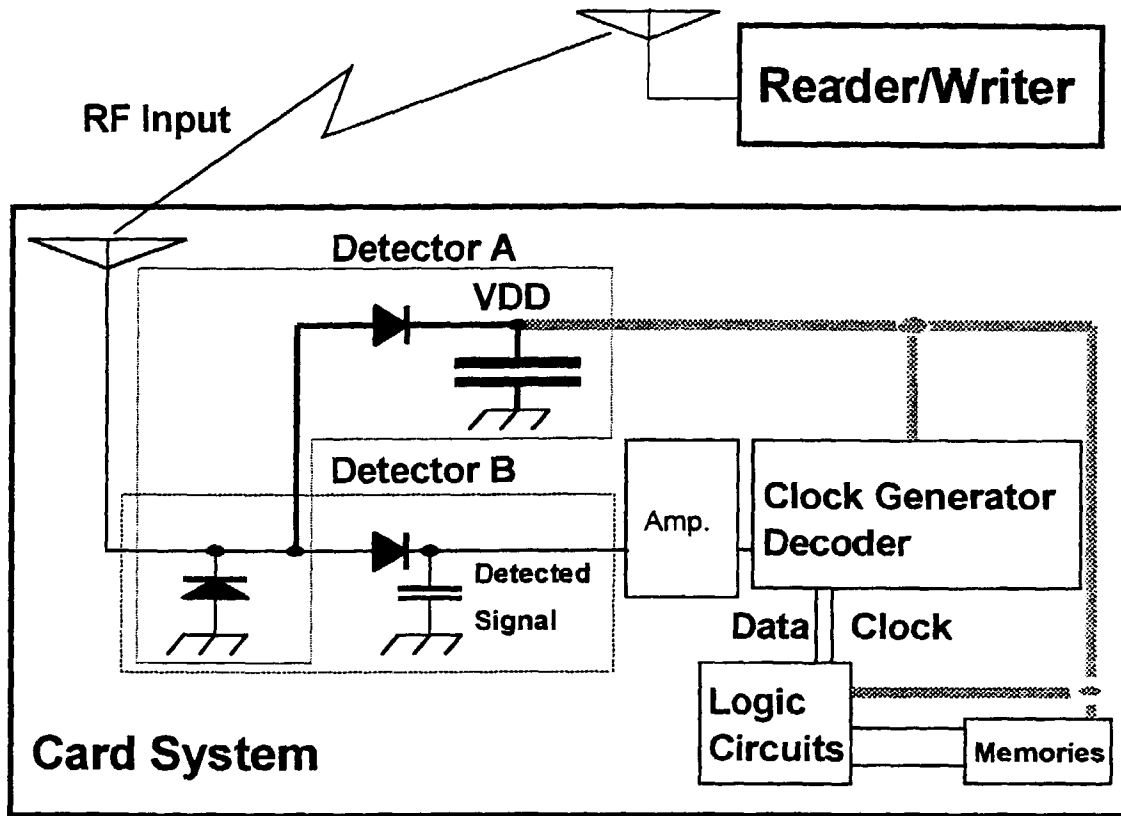 Reader/Writer
RF Input
Detector A
VDD
Detector B
Clock Generator
Decoder
Amp.
Detected
Signal
Data
Clock
Logic
Circuits
Memories
Card System